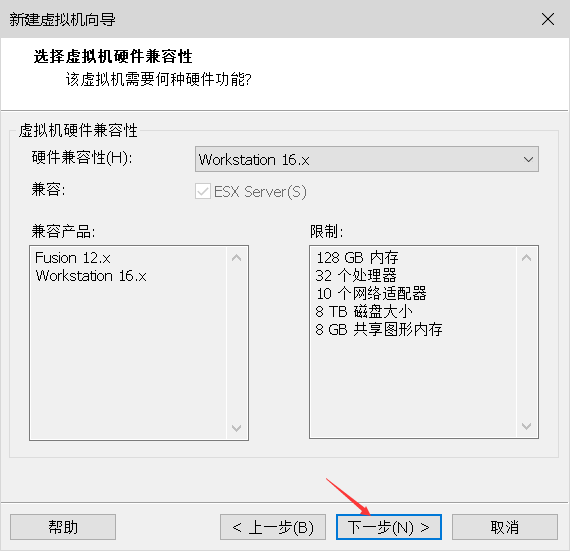 新建虚拟机向导
选择虚拟机硬件兼容性
该虚拟机需要何种硬件功能?
虚拟机硬件兼容性
硬件兼容性(H):
Workstation 16.x
兼容:
ESX Server(S)
兼容产品:
Fusion 12.x
Workstation 16.x
限制:
128 GB 内存
32 个处理器
10 个网络适配器
8 TB 磁盘大小
8 GB 共享图形内存
帮助
< 上一步(B)
下一步(N) >
取消